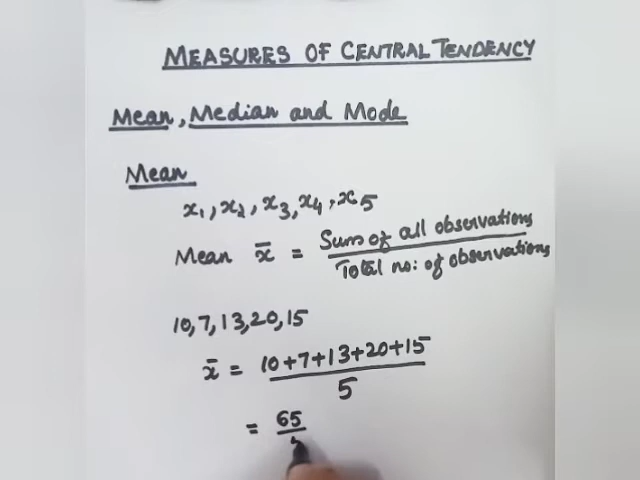 MEASURES OF CENTRAL TENDENCY
Mean, Median and Mode
Mean
x₁, x₂, x₃, x₄, x5
Mean x̄ = Sum of all observations / Total no: of observations
10, 7, 13, 20, 15
x̄ = 10+7+13+20+15 / 5
= 65 /